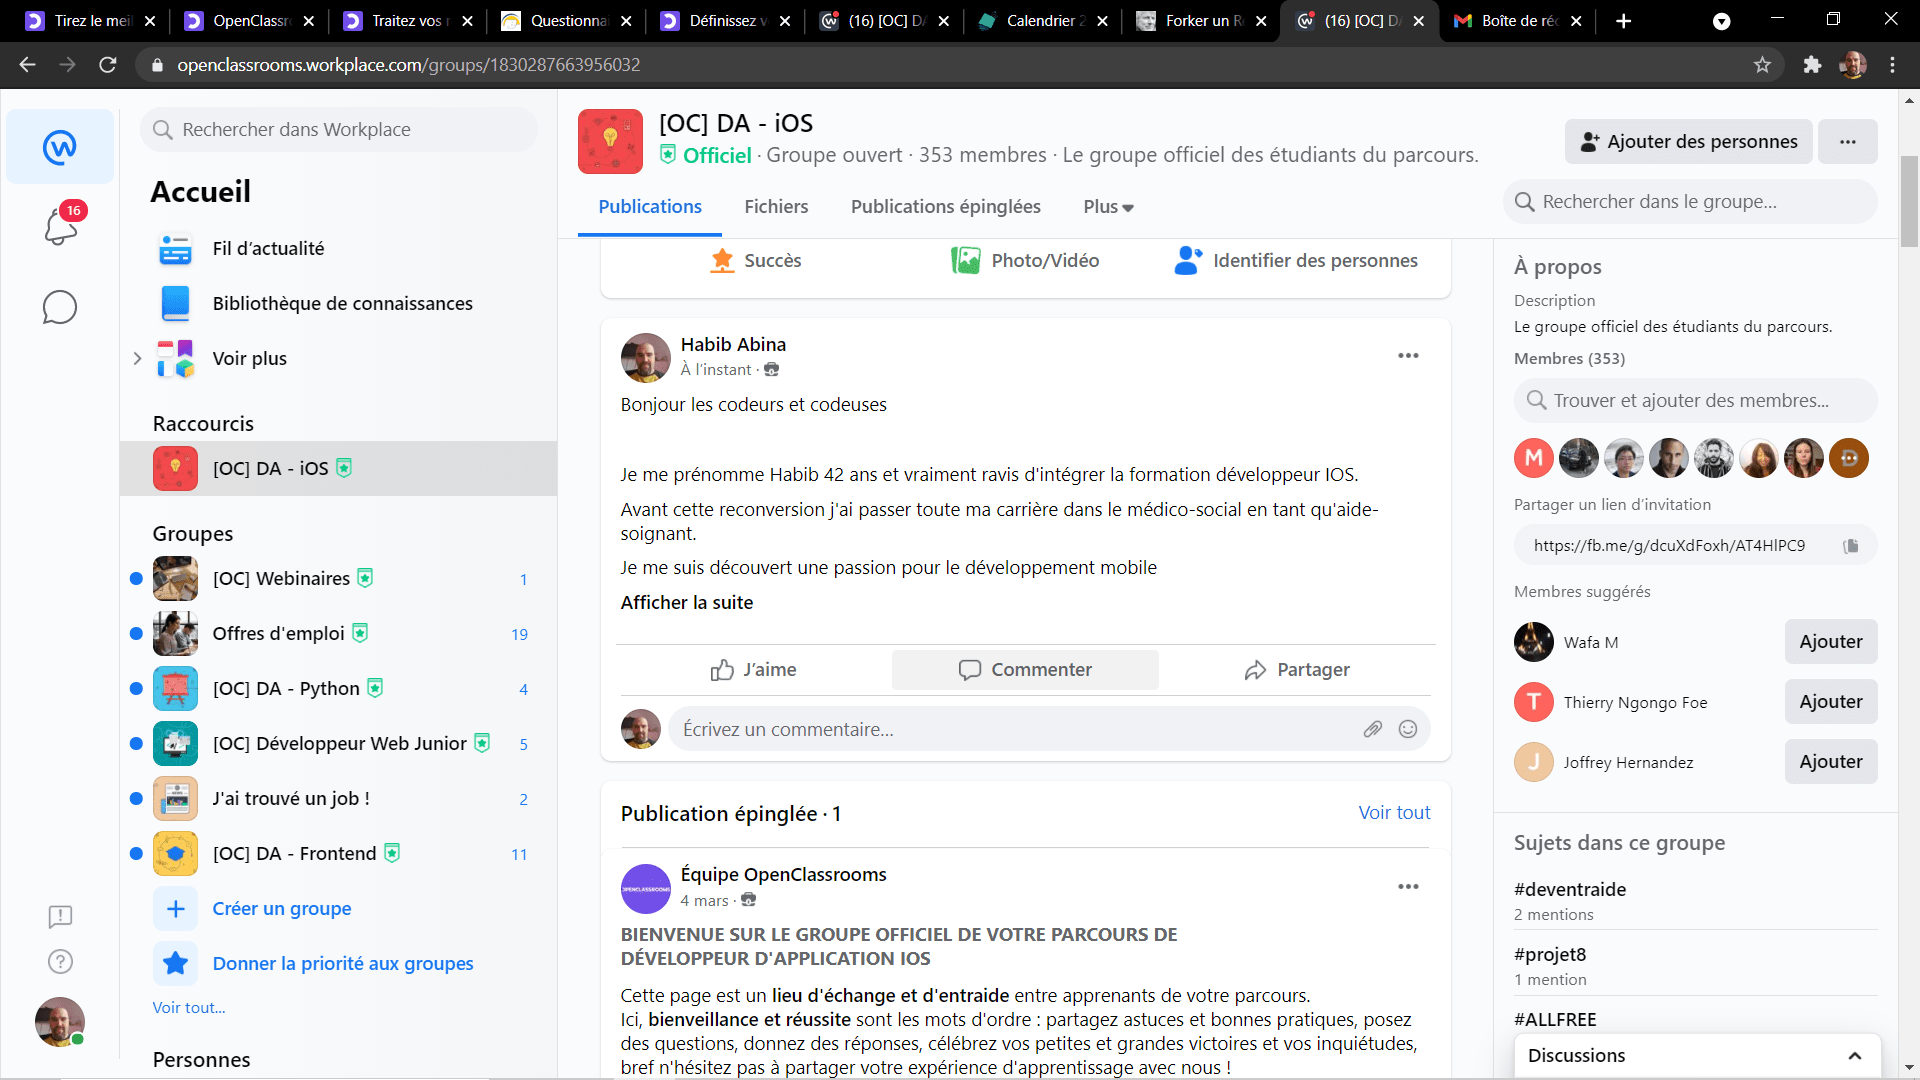 Tirez le meil
OpenClassro
Traitez vos r
Questionnai
Définissez v
(16) [OC] DA
Calendrier 2
Forker un Re
(16) [OC] DA
Boîte de réc
openclassrooms.workplace.com/groups/1830287663956032
16
Rechercher dans Workplace
Accueil
Fil d’actualité
Bibliothèque de connaissances
Voir plus
Raccourcis
[OC] DA - iOS
Groupes
[OC] Webinaires 1
Offres d'emploi 19
[OC] DA - Python 4
[OC] Développeur Web Junior 5
J'ai trouvé un job ! 2
[OC] DA - Frontend 11
Créer un groupe
Donner la priorité aux groupes
Voir tout...
Personnes
[OC] DA - iOS
Officiel · Groupe ouvert · 353 membres · Le groupe officiel des étudiants du parcours.
Ajouter des personnes
Publications
Fichiers
Publications épinglées
Plus
Rechercher dans le groupe...
Succès
Photo/Vidéo
Identifier des personnes
Habib Abina
À l’instant ·
Bonjour les codeurs et codeuses
Je me prénomme Habib 42 ans et vraiment ravis d'intégrer la formation développeur IOS.
Avant cette reconversion j'ai passer toute ma carrière dans le médico-social en tant qu'aide-
soignant.
Je me suis découvert une passion pour le développement mobile
Afficher la suite
J’aime
Commenter
Partager
Écrivez un commentaire...
Publication épinglée · 1
Voir tout
OPENCLASSROOMS
Équipe OpenClassrooms
4 mars ·
BIENVENUE SUR LE GROUPE OFFICIEL DE VOTRE PARCOURS DE
DÉVELOPPEUR D'APPLICATION IOS
Cette page est un lieu d'échange et d'entraide entre apprenants de votre parcours.
Ici, bienveillance et réussite sont les mots d'ordre : partagez astuces et bonnes pratiques, posez
des questions, donnez des réponses, célébrez vos petites et grandes victoires et vos inquiétudes,
bref n'hésitez pas à partager votre expérience d'apprentissage avec nous !
À propos
Description
Le groupe officiel des étudiants du parcours.
Membres (353)
Trouver et ajouter des membres...
M
D
Partager un lien d’invitation
https://fb.me/g/dcuXdFoxh/AT4HlPC9
Membres suggérés
Wafa M
Ajouter
T
Thierry Ngongo Foe
Ajouter
J
Joffrey Hernandez
Ajouter
Sujets dans ce groupe
#deventraide
2 mentions
#projet8
1 mention
#ALLFREE
Discussions